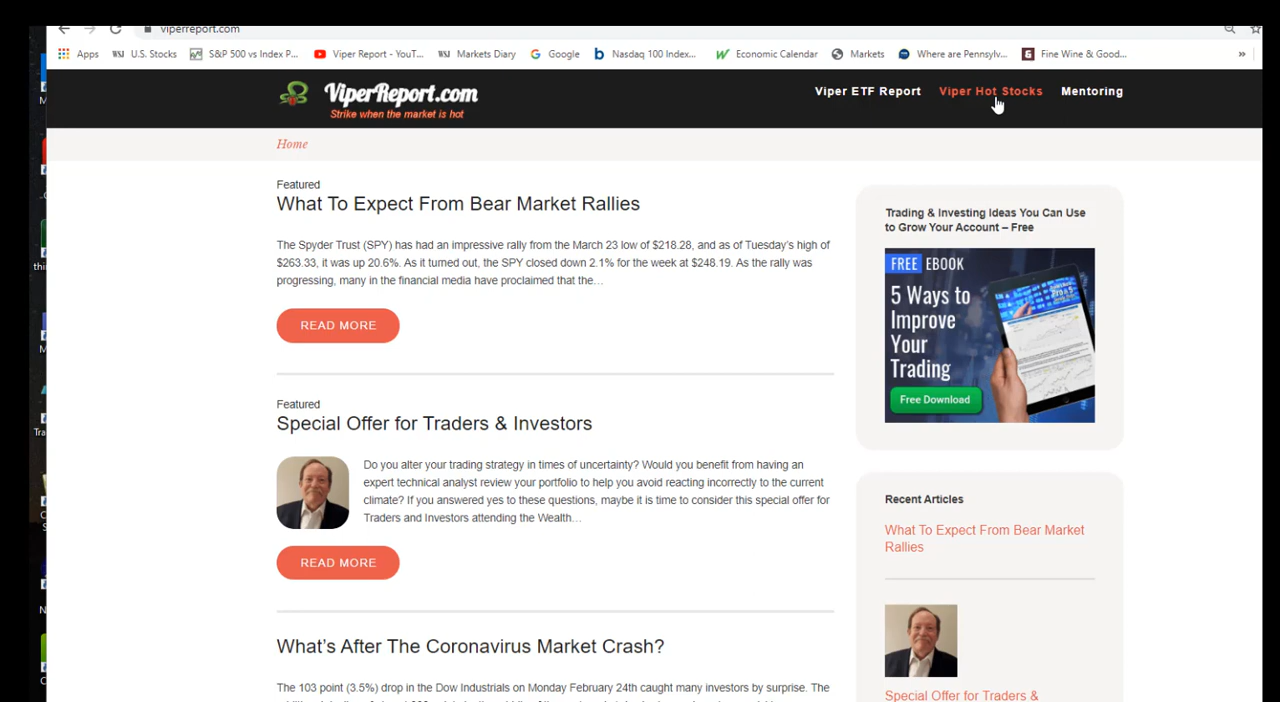 viperreport.com
Apps U.S. Stocks S&P 500 vs Index P... Viper Report - YouT... Markets Diary Google Nasdaq 100 Index... Economic Calendar Markets Where are Pennsylv... Fine Wine & Good... »
ViperReport.com
Strike when the market is hot
Viper ETF Report Viper Hot Stocks Mentoring
Home
Featured
What To Expect From Bear Market Rallies
The Spyder Trust (SPY) has had an impressive rally from the March 23 low of $218.28, and as of Tuesday's high of
$263.33, it was up 20.6%. As it turned out, the SPY closed down 2.1% for the week at $248.19. As the rally was
progressing, many in the financial media have proclaimed that the…
READ MORE
Featured
Special Offer for Traders & Investors
Do you alter your trading strategy in times of uncertainty? Would you benefit from having an
expert technical analyst review your portfolio to help you avoid reacting incorrectly to the current
climate? If you answered yes to these questions, maybe it is time to consider this special offer for
Traders and Investors attending the Wealth…
READ MORE
What's After The Coronavirus Market Crash?
The 103 point (3.5%) drop in the Dow Industrials on Monday February 24th caught many investors by surprise. The
Trading & Investing Ideas You Can Use
to Grow Your Account – Free
FREE EBOOK
5 Ways to
Improve
Your
Trading
Free Download
Recent Articles
What To Expect From Bear Market
Rallies
Special Offer for Traders &